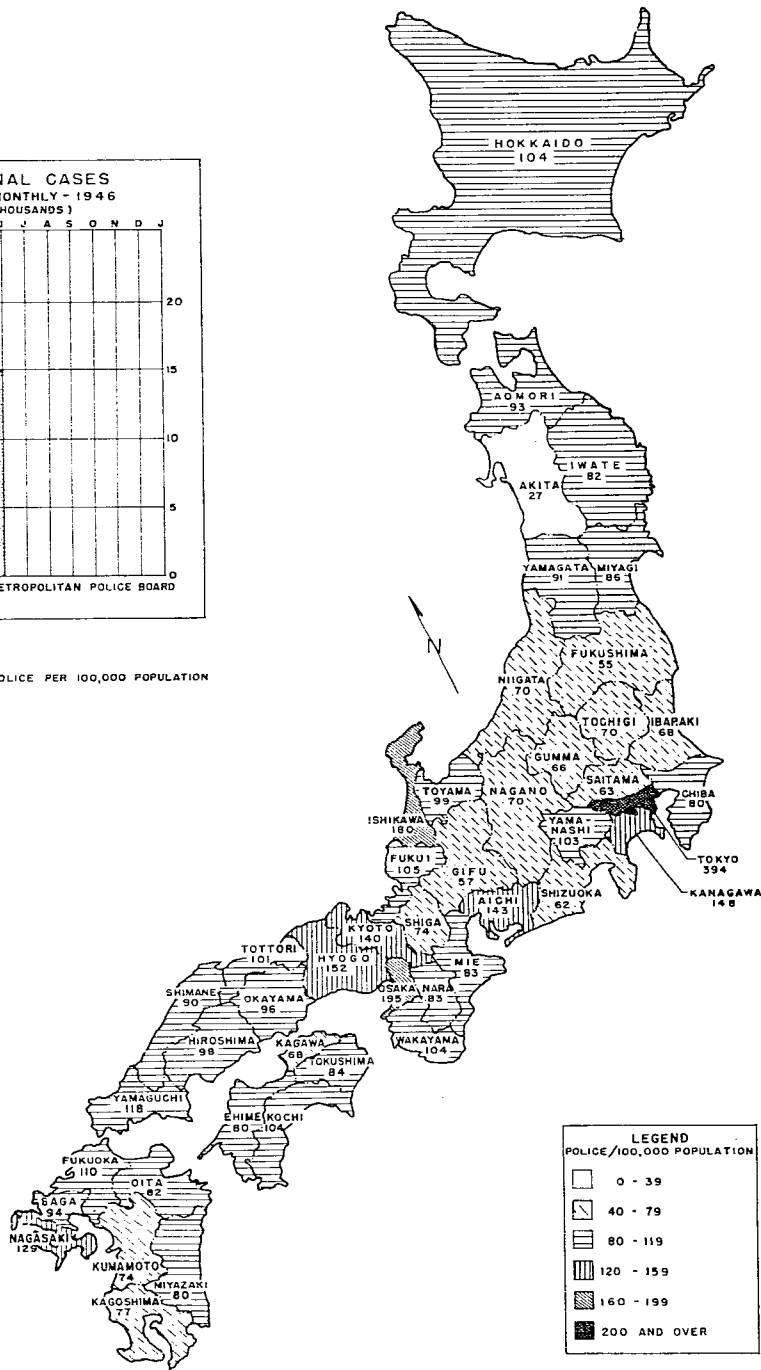 HOKKAIDO
104
NAL CASES
MONTHLY - 1946
THOUSANDS)
J A S O N D J
20
15
10
5
0
ETROPOLITAN POLICE BOARD
AOMORI
93
IWATE
82
AKITA
27
YAMAGATA
91
MIYAGI
86
N
OLICE PER 100,000 POPULATION
FUKUSHIMA
55
NIIGATA
70
TOCHIGI
70
IBARAKI
68
GUMMA
66
SAITAMA
63
CHIBA
80
TOYAMA
99
NAGANO
70
ISHIKAWA
180
YAMA-
NASHI
103
TOKYO
394
FUKUI
105
GIFU
57
KANAGAWA
148
AICHI
143
SHIZUOKA
62
SHIGA
74
KYOTO
140
HYOGO
152
TOTTORI
101
MIE
83
OSAKA
195
NARA
83
SHIMANE
90
OKAYAMA
96
WAKAYAMA
104
HIROSHIMA
98
KAGAWA
68
TOKUSHIMA
84
YAMAGUCHI
118
EHIME
80
KOCHI
104
FUKUOKA
110
OITA
82
SAGA
94
NAGASAKI
129
KUMAMOTO
74
MIYAZAKI
80
KAGOSHIMA
77
LEGEND
POLICE/100,000 POPULATION
0 - 39
40 - 79
80 - 119
120 - 159
160 - 199
200 AND OVER